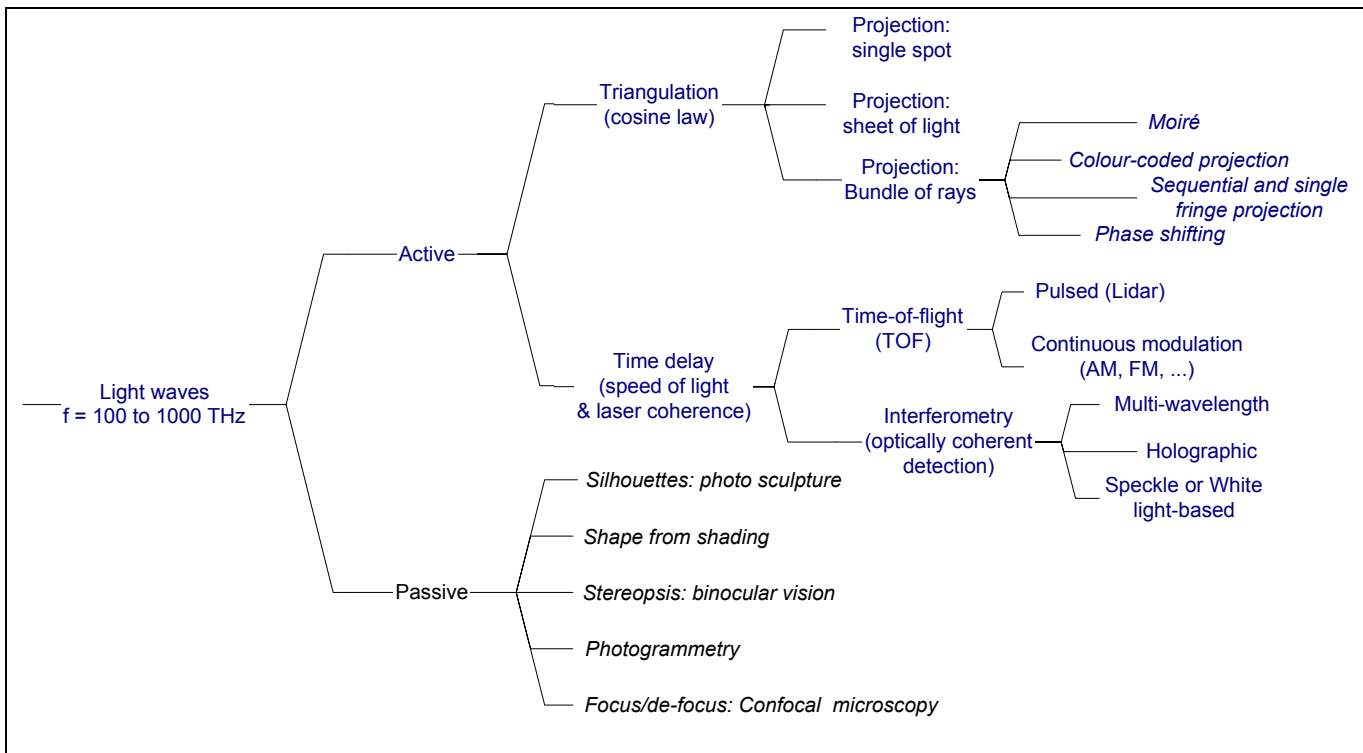 Projection:
single spot
Triangulation
(cosine law)
Projection:
sheet of light
Moiré
Projection:
Bundle of rays
Colour-coded projection
Sequential and single
fringe projection
Phase shifting
Active
Time-of-flight
(TOF)
Pulsed (Lidar)
Continuous modulation
(AM, FM, ...)
Time delay
(speed of light
& laser coherence)
Light waves
f = 100 to 1000 THz
Interferometry
(optically coherent
detection)
Multi-wavelength
Holographic
Speckle or White
light-based
Silhouettes: photo sculpture
Shape from shading
Passive
Stereopsis: binocular vision
Photogrammetry
Focus/de-focus: Confocal microscopy